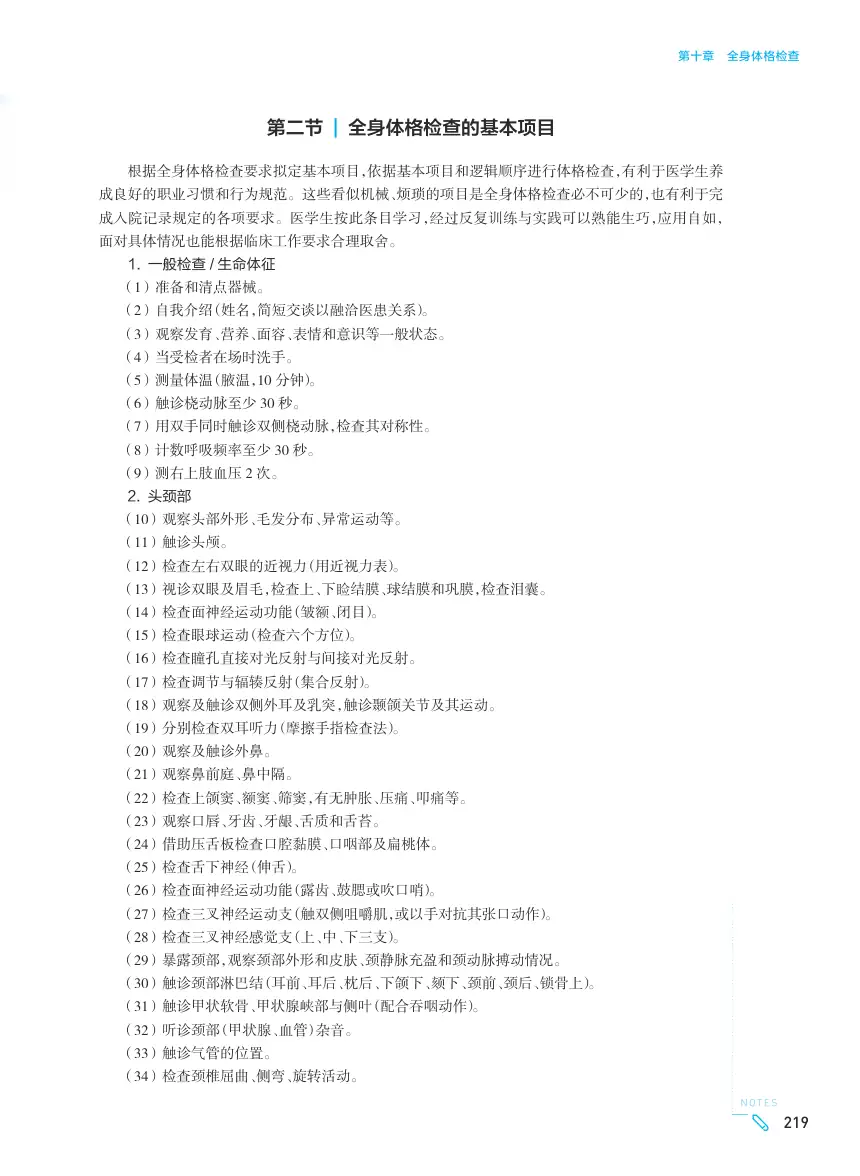 第十章 全身体格检查
第二节 | 全身体格检查的基本项目
根据全身体格检查要求拟定基本项目,依据基本项目和逻辑顺序进行体格检查,有利于医学生养
成良好的职业习惯和行为规范。这些看似机械、烦琐的项目是全身体格检查必不可少的,也有利于完
成入院记录规定的各项要求。医学生按此条目学习,经过反复训练与实践可以熟能生巧,应用自如,
面对具体情况也能根据临床工作要求合理取舍。
1. 一般检查 / 生命体征
(1)准备和清点器械。
(2)自我介绍(姓名,简短交谈以融洽医患关系)。
(3)观察发育、营养、面容、表情和意识等一般状态。
(4)当受检者在场时洗手。
(5)测量体温(腋温,10 分钟)。
(6)触诊桡动脉至少 30 秒。
(7)用双手同时触诊双侧桡动脉,检查其对称性。
(8)计数呼吸频率至少 30 秒。
(9)测右上肢血压 2 次。
2. 头颈部
(10)观察头部外形、毛发分布、异常运动等。
(11)触诊头颅。
(12)检查左右双眼的近视力(用近视力表)。
(13)视诊双眼及眉毛,检查上、下睑结膜、球结膜和巩膜,检查泪囊。
(14)检查面神经运动功能(皱额、闭目)。
(15)检查眼球运动(检查六个方位)。
(16)检查瞳孔直接对光反射与间接对光反射。
(17)检查调节与辐辏反射(集合反射)。
(18)观察及触诊双侧外耳及乳突,触诊颞颌关节及其运动。
(19)分别检查双耳听力(摩擦手指检查法)。
(20)观察及触诊外鼻。
(21)观察鼻前庭、鼻中隔。
(22)检查上颌窦、额窦、筛窦,有无肿胀、压痛、叩痛等。
(23)观察口唇、牙齿、牙龈、舌质和舌苔。
(24)借助压舌板检查口腔黏膜、口咽部及扁桃体。
(25)检查舌下神经(伸舌)。
(26)检查面神经运动功能(露齿、鼓腮或吹口哨)。
(27)检查三叉神经运动支(触双侧咀嚼肌,或以手对抗其张口动作)。
(28)检查三叉神经感觉支(上、中、下三支)。
(29)暴露颈部,观察颈部外形和皮肤、颈静脉充盈和颈动脉搏动情况。
(30)触诊颈部淋巴结(耳前、耳后、枕后、下颌下、颏下、颈前、颈后、锁骨上)。
(31)触诊甲状软骨、甲状腺峡部与侧叶(配合吞咽动作)。
(32)听诊颈部(甲状腺、血管)杂音。
(33)触诊气管的位置。
(34)检查颈椎屈曲、侧弯、旋转活动。
NOTES
219